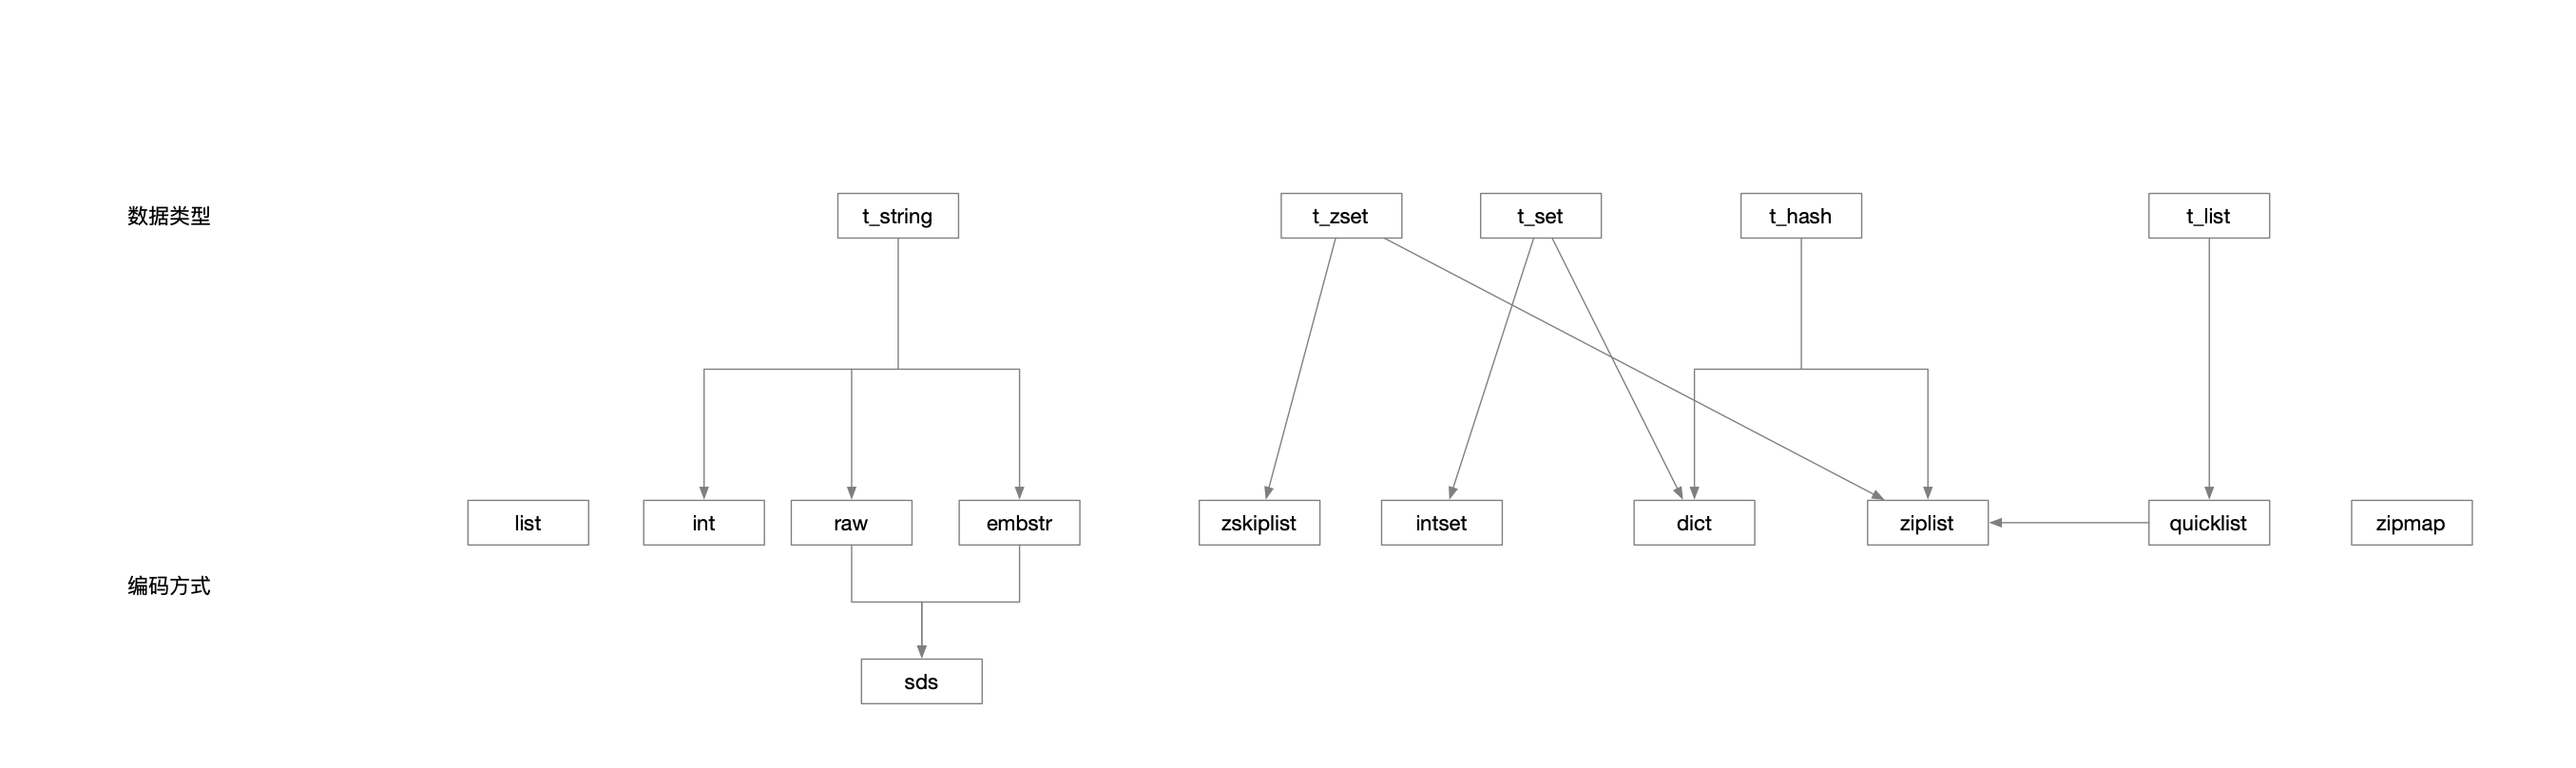 数据类型
t_string
t_zset
t_set
t_hash
t_list
list
int
raw
embstr
zskiplist
intset
dict
ziplist
quicklist
zipmap
编码方式
sds